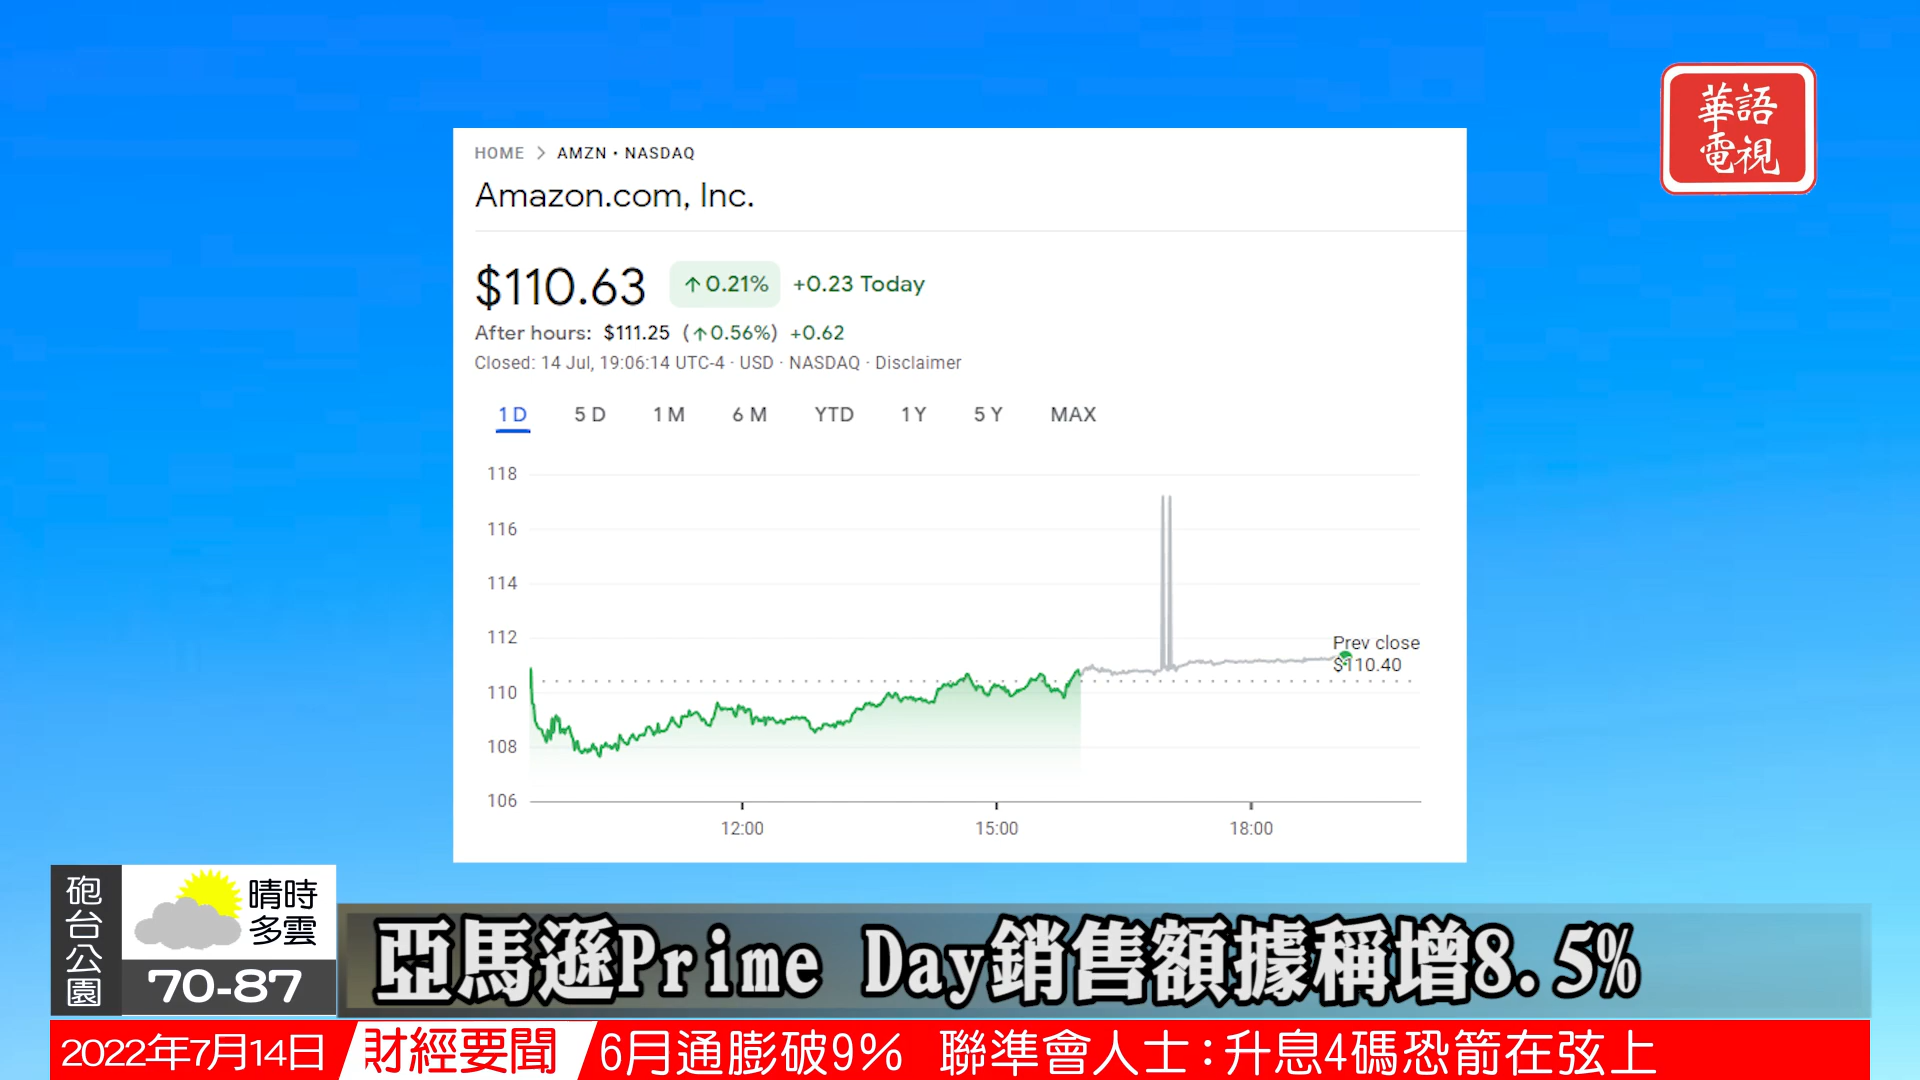 華語
電視
HOME > AMZN • NASDAQ
Amazon.com, Inc.
$110.63 ↑ 0.21% +0.23 Today
After hours: $111.25 (↑0.56%) +0.62
Closed: 14 Jul, 19:06:14 UTC-4 · USD · NASDAQ · Disclaimer
1 D 5 D 1 M 6 M YTD 1 Y 5 Y MAX
118
116
114
112
110
108
106
Prev close
$110.40
12:00 15:00 18:00
砲台公園
晴時
多雲
70-87
亞馬遜Prime Day銷售額據稱增8.5%
2022年7月14日 財經要聞 6月通膨破9% 聯準會人士:升息4碼恐箭在弦上